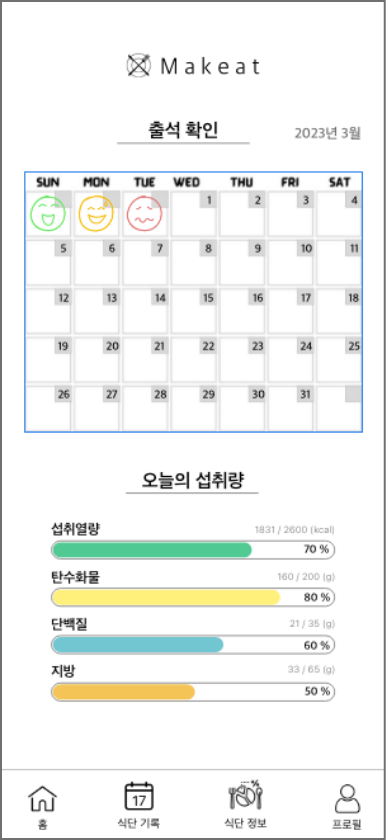 Makeat
출석 확인
2023년 3월
SUN MON TUE WED THU FRI SAT
1 2 3 4
5 6 7 8 9 10 11
12 13 14 15 16 17 18
19 20 21 22 23 24 25
26 27 28 29 30 31
오늘의 섭취량
섭취열량 1831 / 2600 (kcal)
70 %
탄수화물 160 / 200 (g)
80 %
단백질 21 / 35 (g)
60 %
지방 33 / 65 (g)
50 %
17 %
홈 식단 기록 식단 정보 프로필